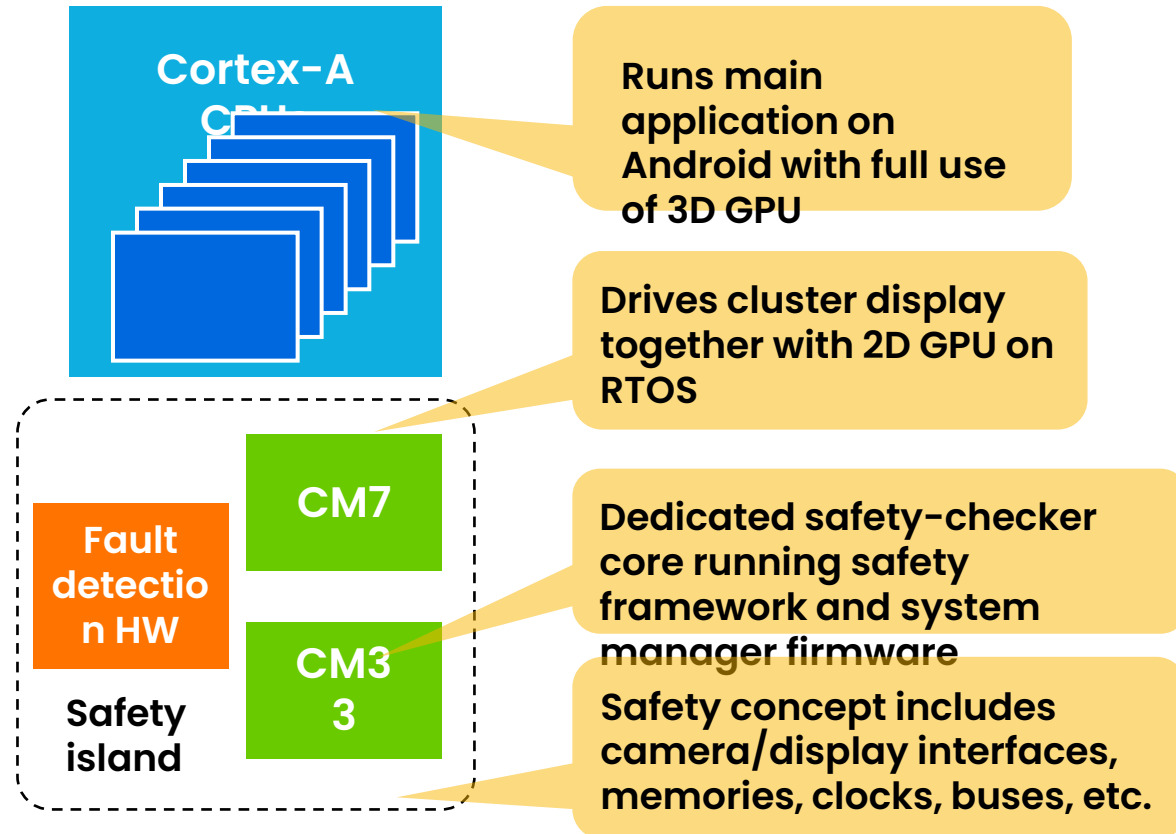 Cortex-A
Runs main
application on
Android with full use
of 3D GPU
Drives cluster display
together with 2D GPU on
RTOS
CM7
Fault
detectio
n HW
Dedicated safety-checker
core running safety
framework and system
manager firmware
CM3
3
Safety
island
Safety concept includes
camera/display interfaces,
memories, clocks, buses, etc.